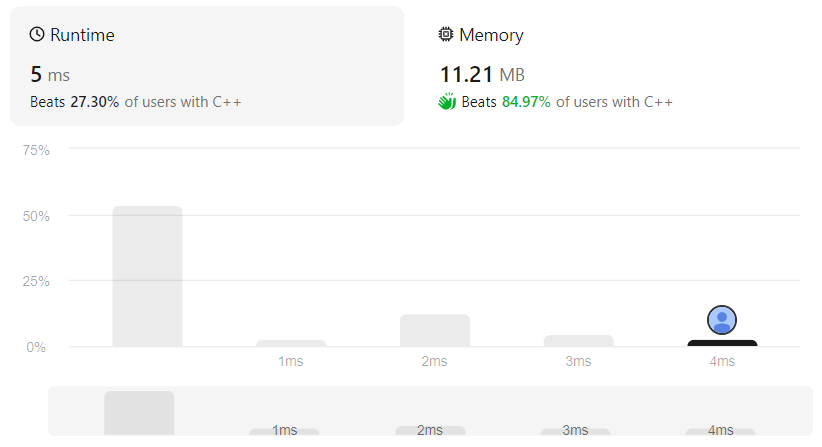 Runtime
5 ms
Beats 27.30% of users with C++
Memory
11.21 MB
Beats 84.97% of users with C++
75%
50%
25%
0%
1ms 2ms 3ms 4ms
1ms 2ms 3ms 4ms